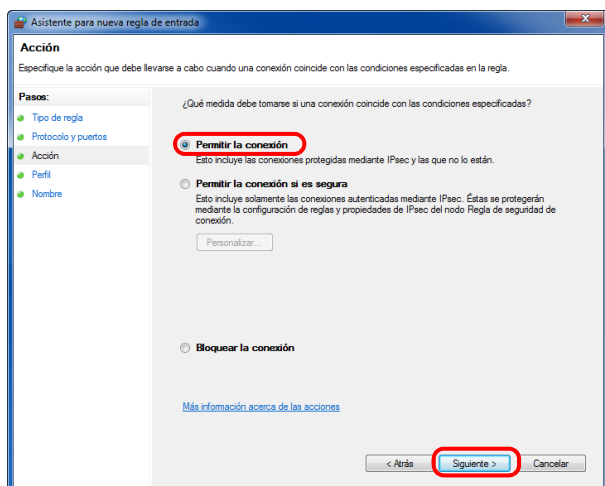 Asistente para nueva regla de entrada
Acción
Especifique la acción que debe llevarse a cabo cuando una conexión coincide con las condiciones especificadas en la regla.
Pasos:
Tipo de regla
Protocolo y puertos
Acción
Perfil
Nombre
¿Qué medida debe tomarse si una conexión coincide con las condiciones especificadas?
Permitir la conexión
Esto incluye las conexiones protegidas mediante IPsec y las que no lo están.
Permitir la conexión si es segura
Esto incluye solamente las conexiones autenticadas mediante IPsec. Éstas se protegerán
mediante la configuración de reglas y propiedades de IPsec del nodo Regla de seguridad de
conexión.
Personalizar...
Bloquear la conexión
Más información acerca de las acciones
< Atrás
Siguiente >
Cancelar